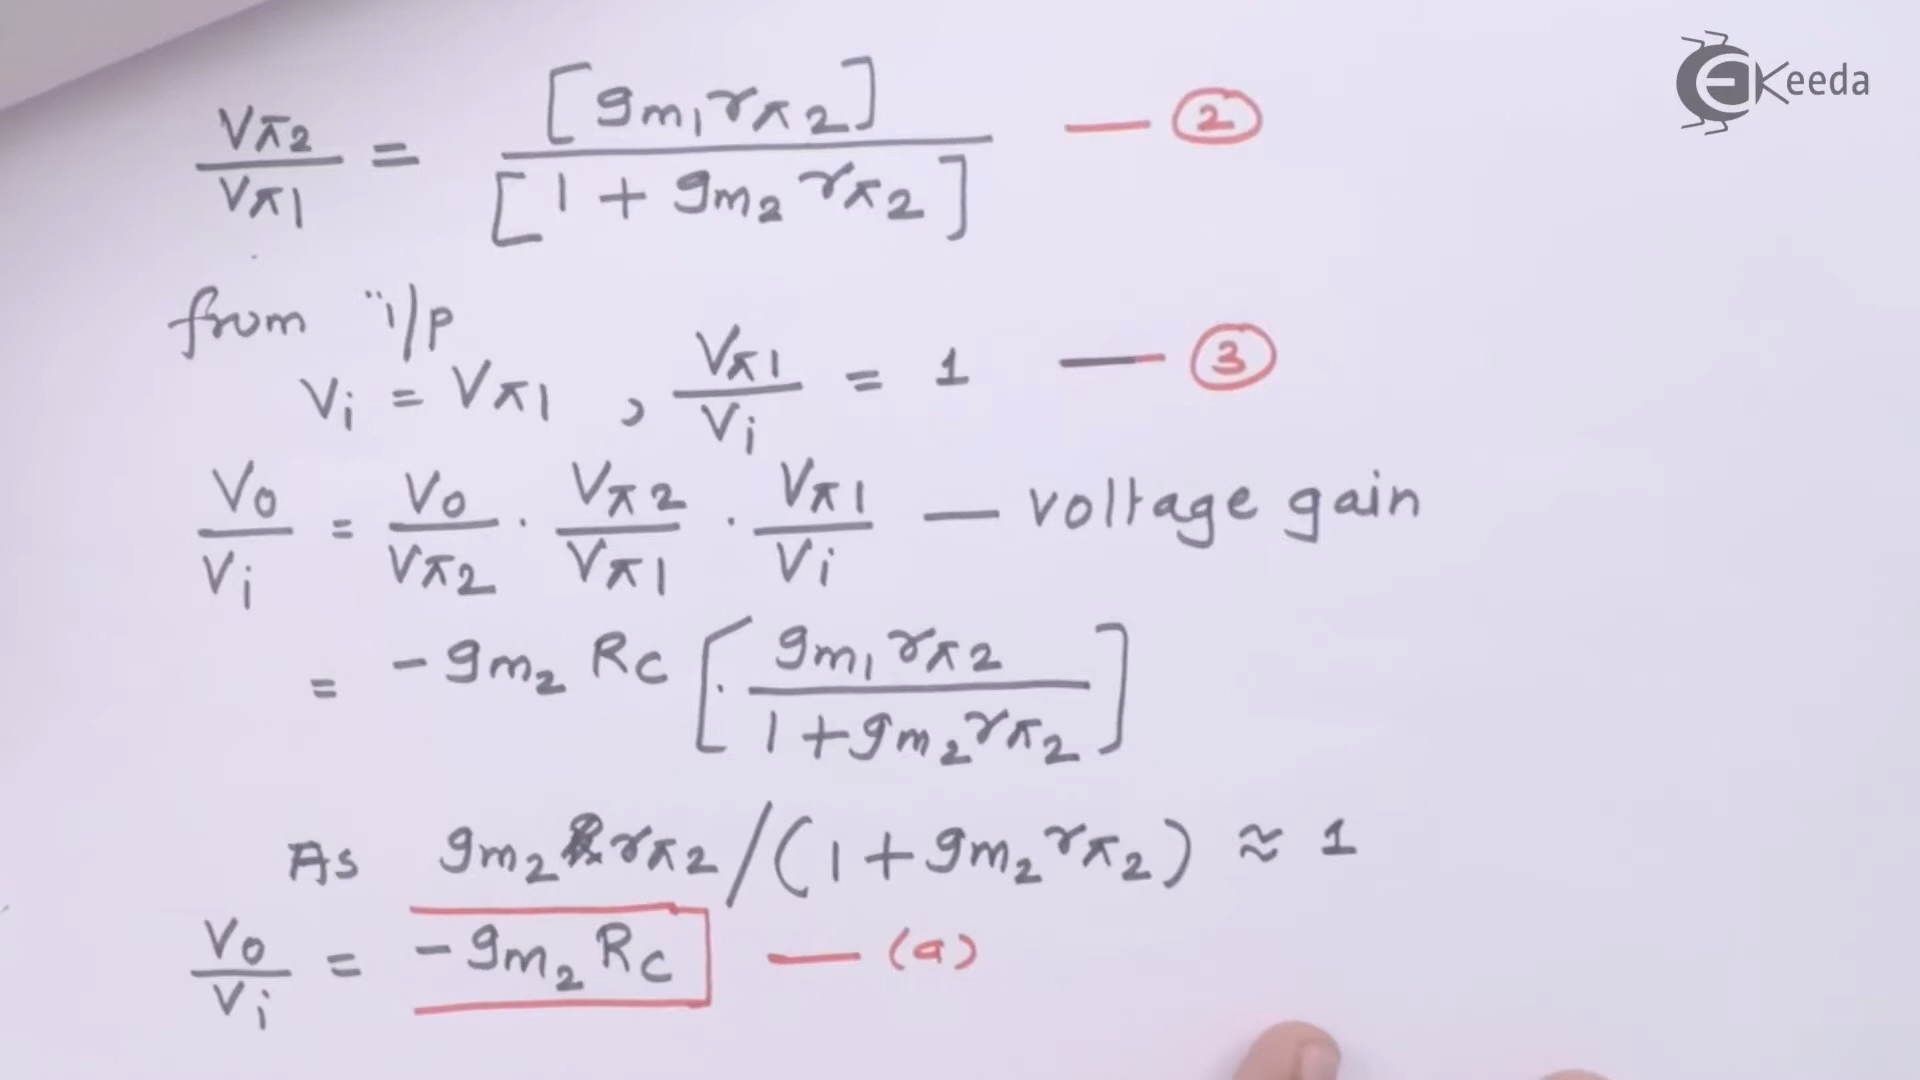 EKeeda
Vπ2/Vπ1 = [gm1 rπ2]/[1 + gm2 rπ2] — 2
from i/p
Vi = Vπ1 , Vπ1/Vi = 1 — 3
Vo/Vi = Vo/Vπ2 · Vπ2/Vπ1 · Vπ1/Vi — voltage gain
= -gm2 RC [· gm1 rπ2/1+gm2 rπ2]
As gm2 rπ2/(1+gm2 rπ2) ≈ 1
Vo/Vi = -gm2 RC — (a)